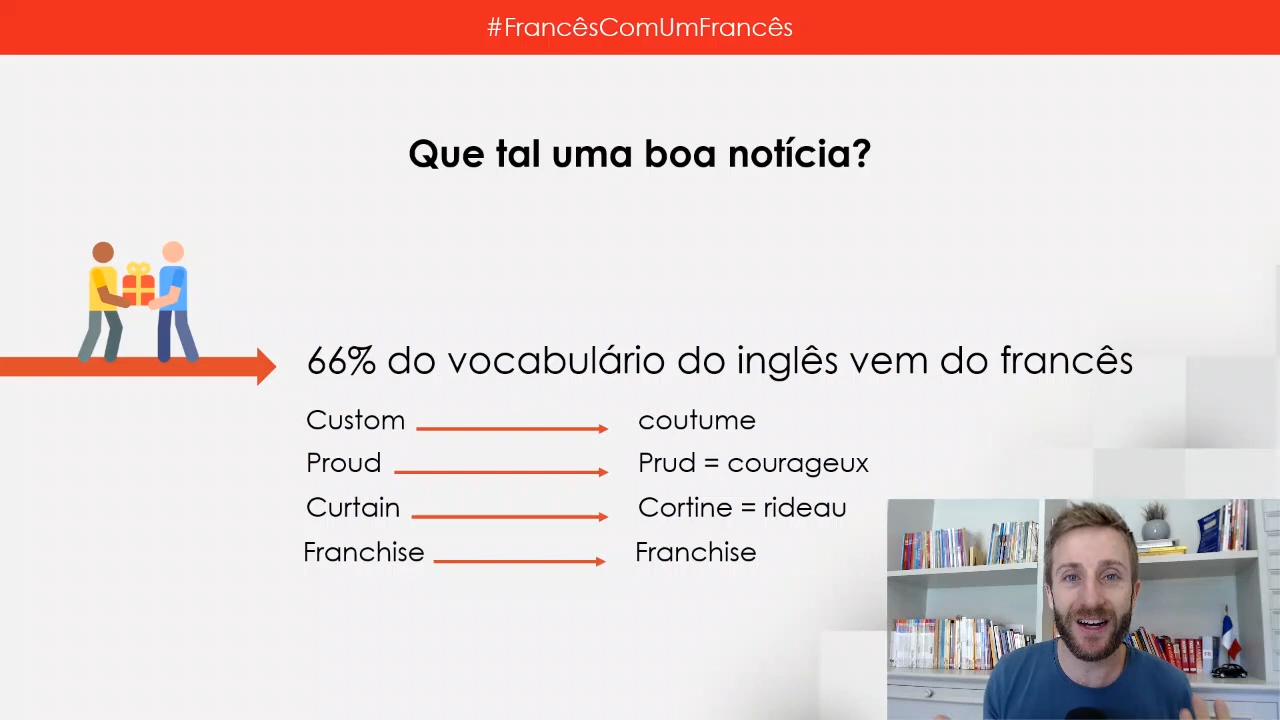 #FrancêsComUmFrancês
Que tal uma boa notícia?
66% do vocabulário do inglês vem do francês
Custom coutume
Proud Prud = courageux
Curtain Cortine = rideau
Franchise Franchise